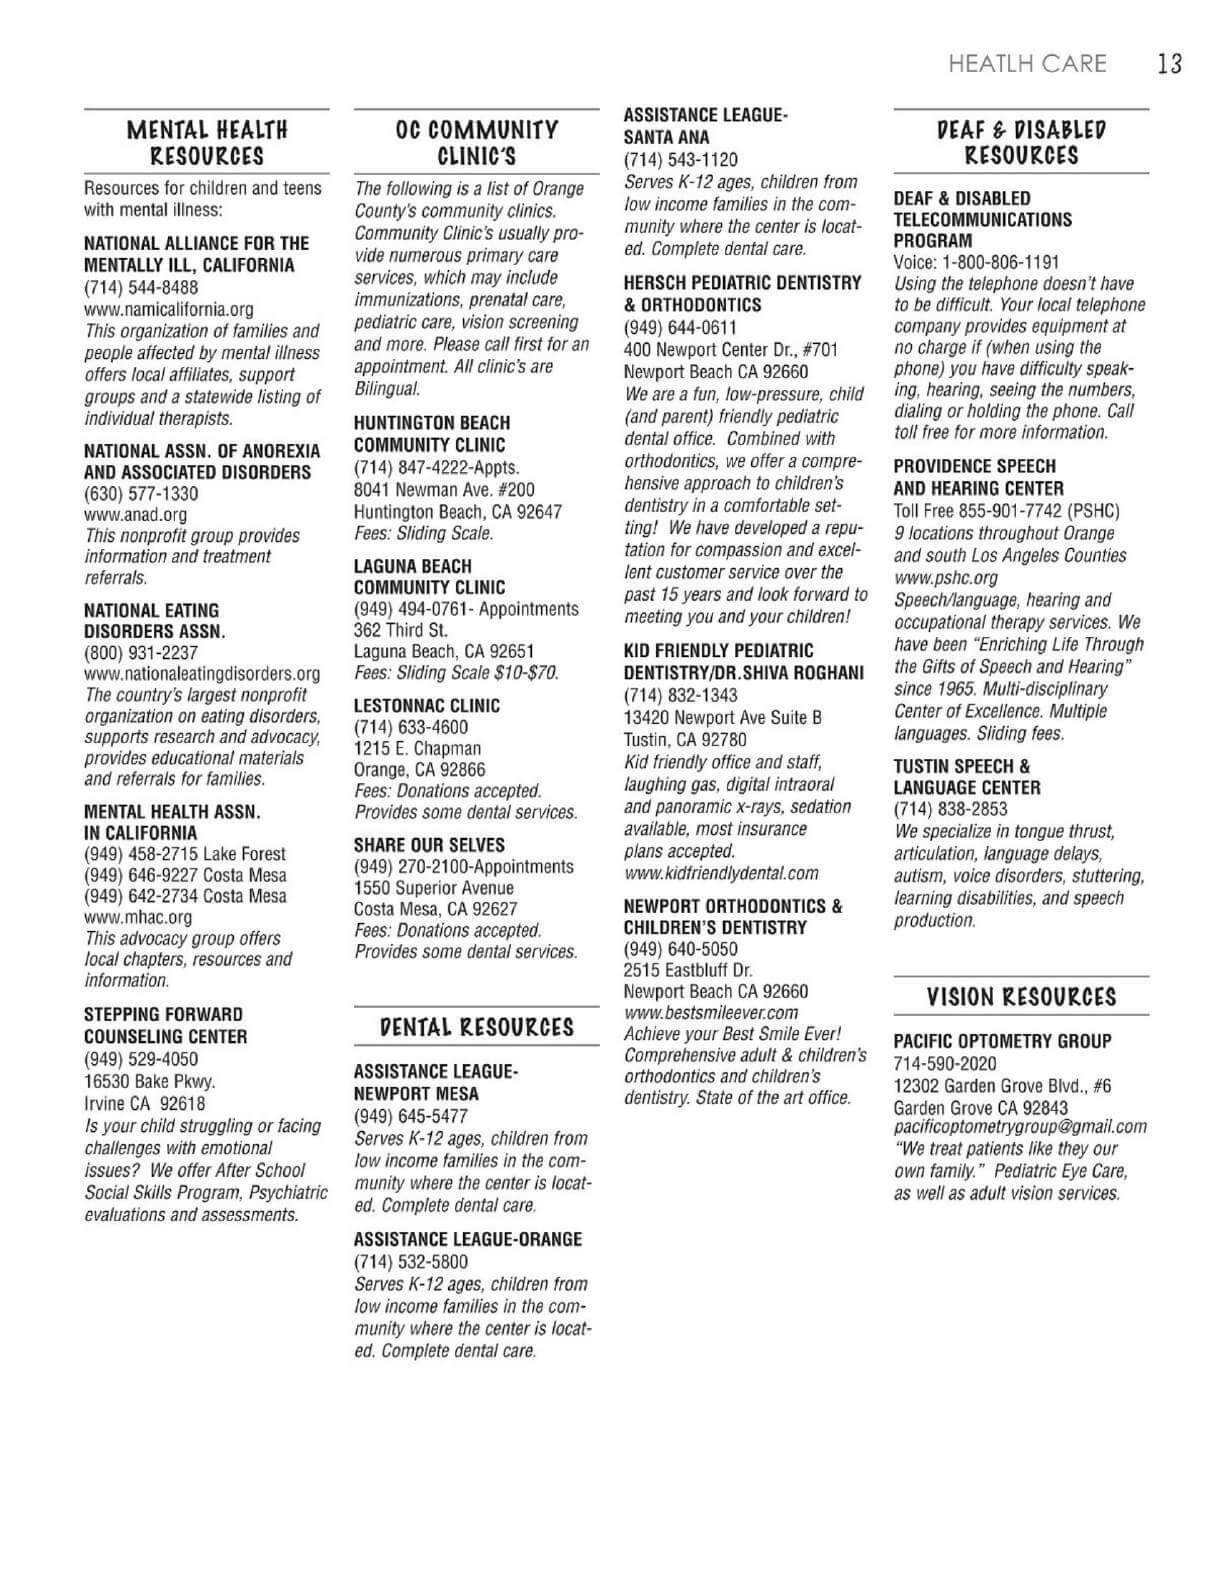 HEATLH CARE 13
MENTAL HEALTH
RESOURCES
Resources for children and teens
with mental illness:
NATIONAL ALLIANCE FOR THE
MENTALLY ILL, CALIFORNIA
(714) 544-8488
www.namicalifornia.org
This organization of families and
people affected by mental illness
offers local affiliates, support
groups and a statewide listing of
individual therapists.
NATIONAL ASSN. OF ANOREXIA
AND ASSOCIATED DISORDERS
(630) 577-1330
www.anad.org
This nonprofit group provides
information and treatment
referrals.
NATIONAL EATING
DISORDERS ASSN.
(800) 931-2237
www.nationaleatingdisorders.org
The country's largest nonprofit
organization on eating disorders,
supports research and advocacy,
provides educational materials
and referrals for families.
MENTAL HEALTH ASSN.
IN CALIFORNIA
(949) 458-2715 Lake Forest
(949) 646-9227 Costa Mesa
(949) 642-2734 Costa Mesa
www.mhac.org
This advocacy group offers
local chapters, resources and
information.
STEPPING FORWARD
COUNSELING CENTER
(949) 529-4050
16530 Bake Pkwy.
Irvine CA  92618
Is your child struggling or facing
challenges with emotional
issues?  We offer After School
Social Skills Program, Psychiatric
evaluations and assessments.
OC COMMUNITY
CLINIC'S
The following is a list of Orange
County's community clinics.
Community Clinic's usually pro-
vide numerous primary care
services, which may include
immunizations, prenatal care,
pediatric care, vision screening
and more. Please call first for an
appointment. All clinic's are
Bilingual.
HUNTINGTON BEACH
COMMUNITY CLINIC
(714) 847-4222-Appts.
8041 Newman Ave. #200
Huntington Beach, CA 92647
Fees: Sliding Scale.
LAGUNA BEACH
COMMUNITY CLINIC
(949) 494-0761- Appointments
362 Third St.
Laguna Beach, CA 92651
Fees: Sliding Scale $10-$70.
LESTONNAC CLINIC
(714) 633-4600
1215 E. Chapman
Orange, CA 92866
Fees: Donations accepted.
Provides some dental services.
SHARE OUR SELVES
(949) 270-2100-Appointments
1550 Superior Avenue
Costa Mesa, CA 92627
Fees: Donations accepted.
Provides some dental services.
DENTAL RESOURCES
ASSISTANCE LEAGUE-
NEWPORT MESA
(949) 645-5477
Serves K-12 ages, children from
low income families in the com-
munity where the center is locat-
ed. Complete dental care.
ASSISTANCE LEAGUE-ORANGE
(714) 532-5800
Serves K-12 ages, children from
low income families in the com-
munity where the center is locat-
ed. Complete dental care.
ASSISTANCE LEAGUE-
SANTA ANA
(714) 543-1120
Serves K-12 ages, children from
low income families in the com-
munity where the center is locat-
ed. Complete dental care.
HERSCH PEDIATRIC DENTISTRY
& ORTHODONTICS
(949) 644-0611
400 Newport Center Dr., #701
Newport Beach CA 92660
We are a fun, low-pressure, child
(and parent) friendly pediatric
dental office.  Combined with
orthodontics, we offer a compre-
hensive approach to children's
dentistry in a comfortable set-
ting!  We have developed a repu-
tation for compassion and excel-
lent customer service over the
past 15 years and look forward to
meeting you and your children!
KID FRIENDLY PEDIATRIC
DENTISTRY/DR.SHIVA ROGHANI
(714) 832-1343
13420 Newport Ave Suite B
Tustin, CA 92780
Kid friendly office and staff,
laughing gas, digital intraoral
and panoramic x-rays, sedation
available, most insurance
plans accepted.
www.kidfriendlydental.com
NEWPORT ORTHODONTICS &
CHILDREN'S DENTISTRY
(949) 640-5050
2515 Eastbluff Dr.
Newport Beach CA 92660
www.bestsmileever.com
Achieve your Best Smile Ever!
Comprehensive adult & children's
orthodontics and children's
dentistry. State of the art office.
DEAF & DISABLED
RESOURCES
DEAF & DISABLED
TELECOMMUNICATIONS
PROGRAM
Voice: 1-800-806-1191
Using the telephone doesn't have
to be difficult. Your local telephone
company provides equipment at
no charge if (when using the
phone) you have difficulty speak-
ing, hearing, seeing the numbers,
dialing or holding the phone. Call
toll free for more information.
PROVIDENCE SPEECH
AND HEARING CENTER
Toll Free 855-901-7742 (PSHC)
9 locations throughout Orange
and south Los Angeles Counties
www.pshc.org
Speech/language, hearing and
occupational therapy services. We
have been "Enriching Life Through
the Gifts of Speech and Hearing"
since 1965. Multi-disciplinary
Center of Excellence. Multiple
languages. Sliding fees.
TUSTIN SPEECH &
LANGUAGE CENTER
(714) 838-2853
We specialize in tongue thrust,
articulation, language delays,
autism, voice disorders, stuttering,
learning disabilities, and speech
production.
VISION RESOURCES
PACIFIC OPTOMETRY GROUP
714-590-2020
12302 Garden Grove Blvd., #6
Garden Grove CA 92843
pacificoptometrygroup@gmail.com
"We treat patients like they our
own family."  Pediatric Eye Care,
as well as adult vision services.